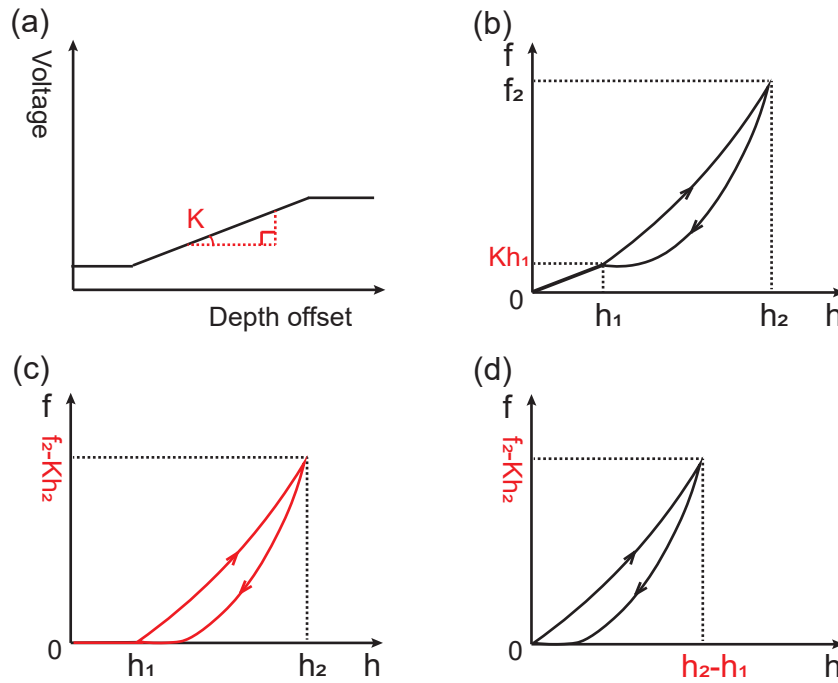 (a)
Voltage
K
Depth offset
(b)
f
f₂
Kh₁
0
h₁
h₂
h
(c)
f
f₂-Kh₂
0
h₁
h₂
h
(d)
f
f₂-Kh₂
0
h₂-h₁
h